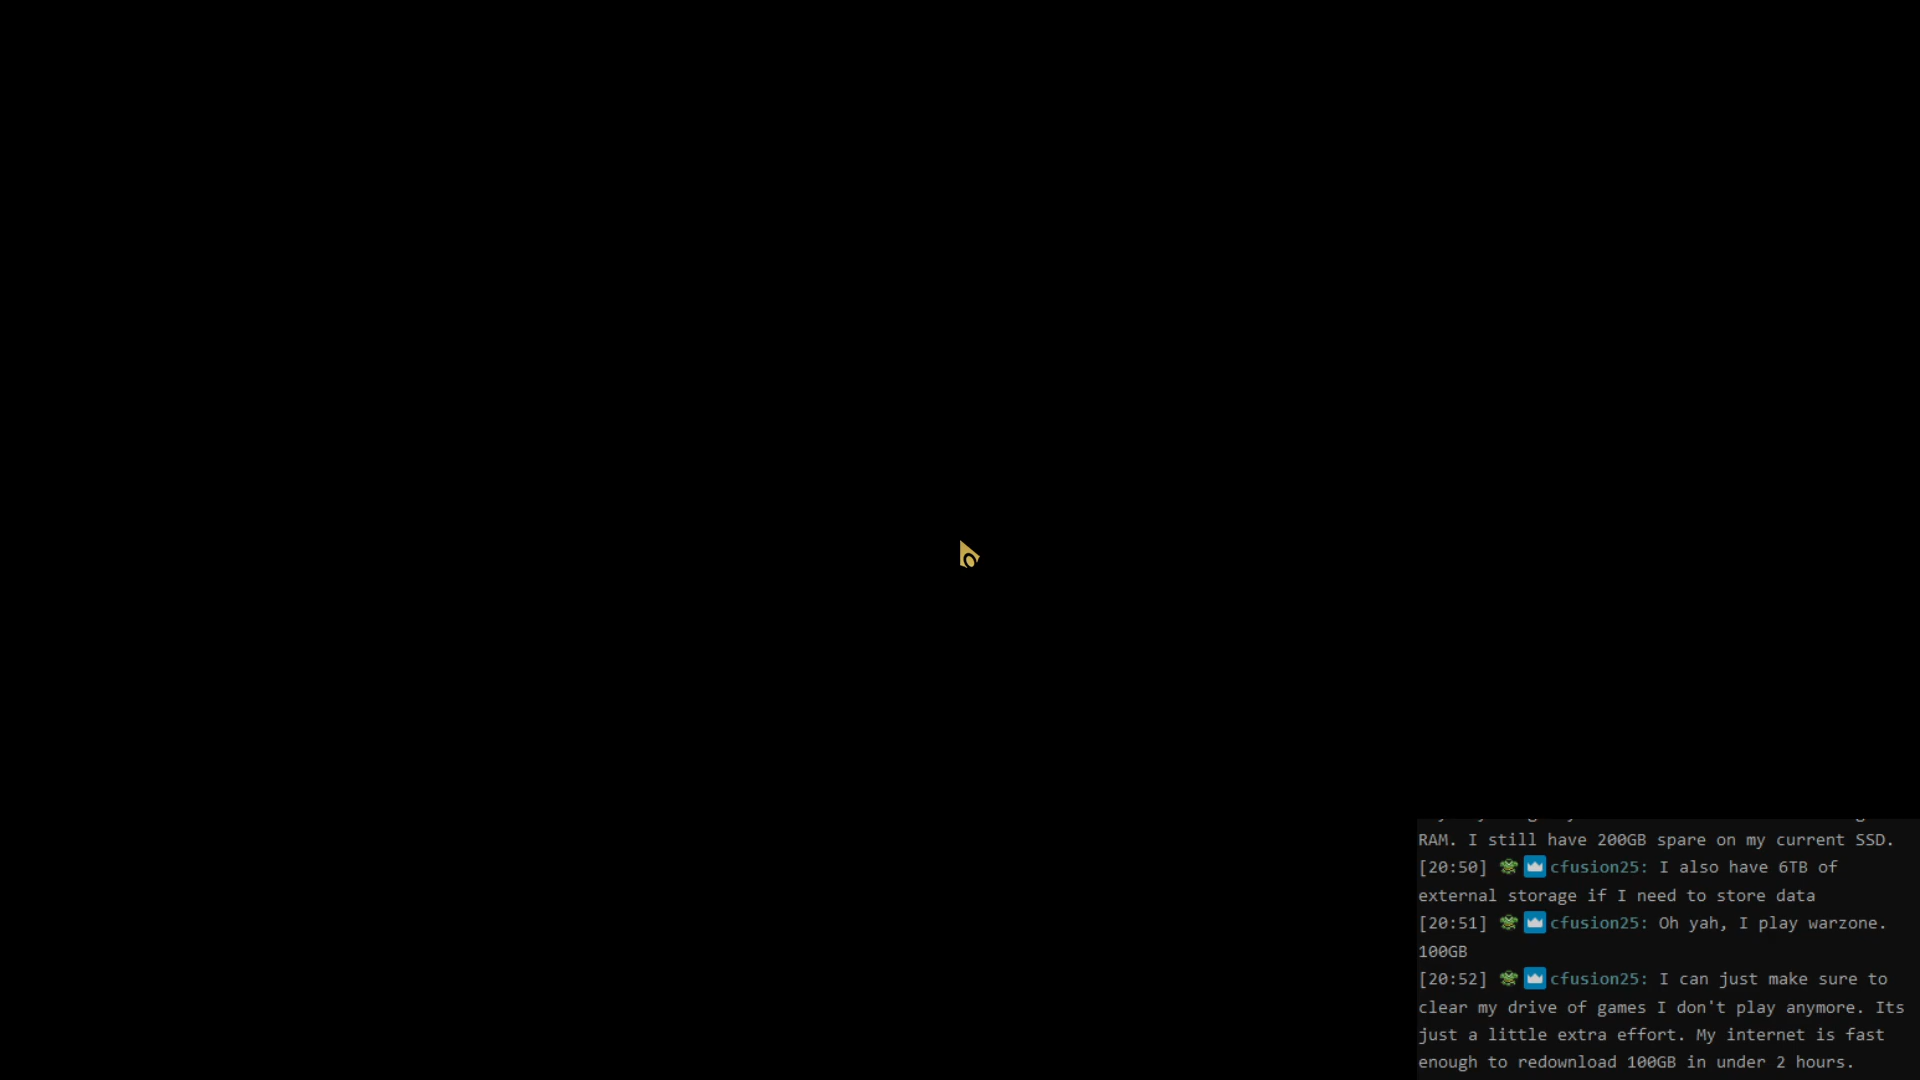 RAM. I still have 200GB spare on my current SSD.
[20:50] cfusion25: I also have 6TB of
external storage if I need to store data
[20:51] cfusion25: Oh yah, I play warzone.
100GB
[20:52] cfusion25: I can just make sure to
clear my drive of games I don't play anymore. Its
just a little extra effort. My internet is fast
enough to redownload 100GB in under 2 hours.